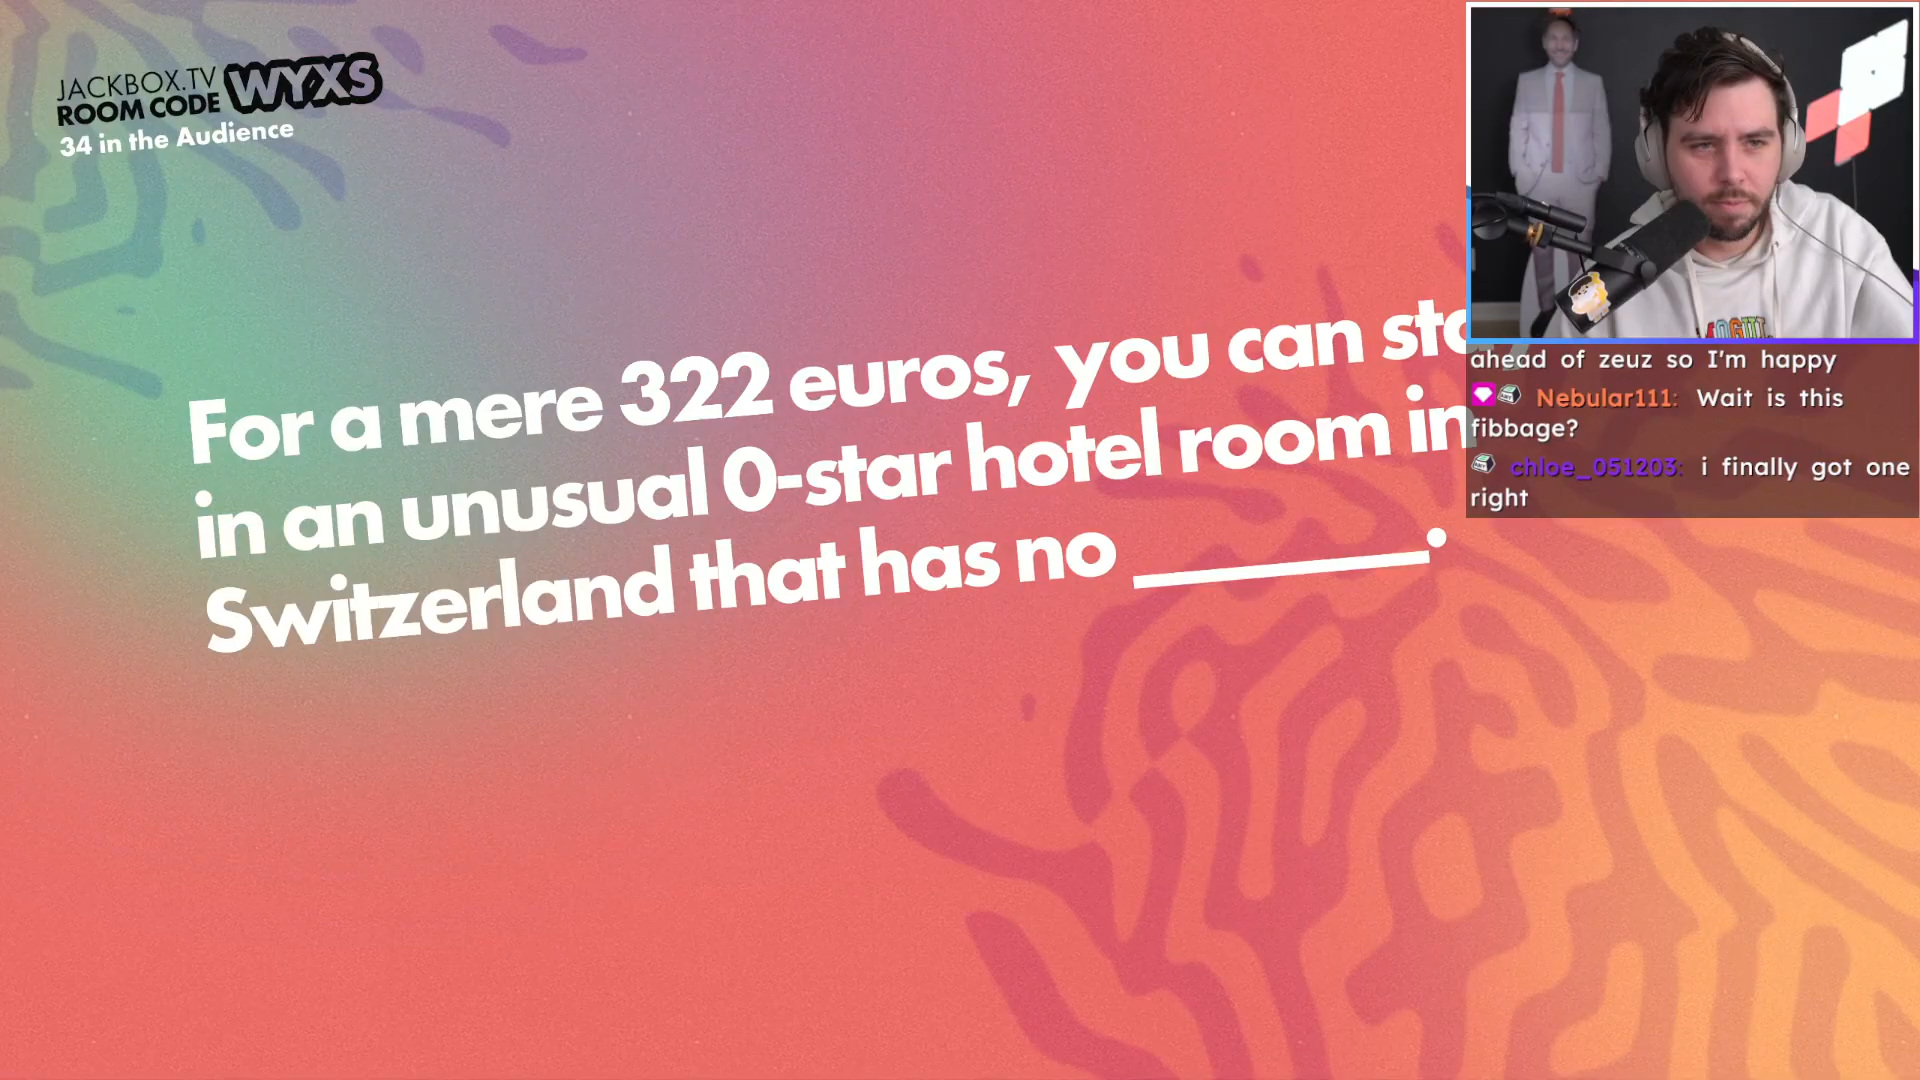 JACKBOX.TV
ROOM CODE WYXS
34 in the Audience
For a mere 322 euros, you can stay
in an unusual 0-star hotel room in
Switzerland that has no ________.
ahead of zeuz so I'm happy
Nebular111: Wait is this
fibbage?
chloe_051203: i finally got one
right